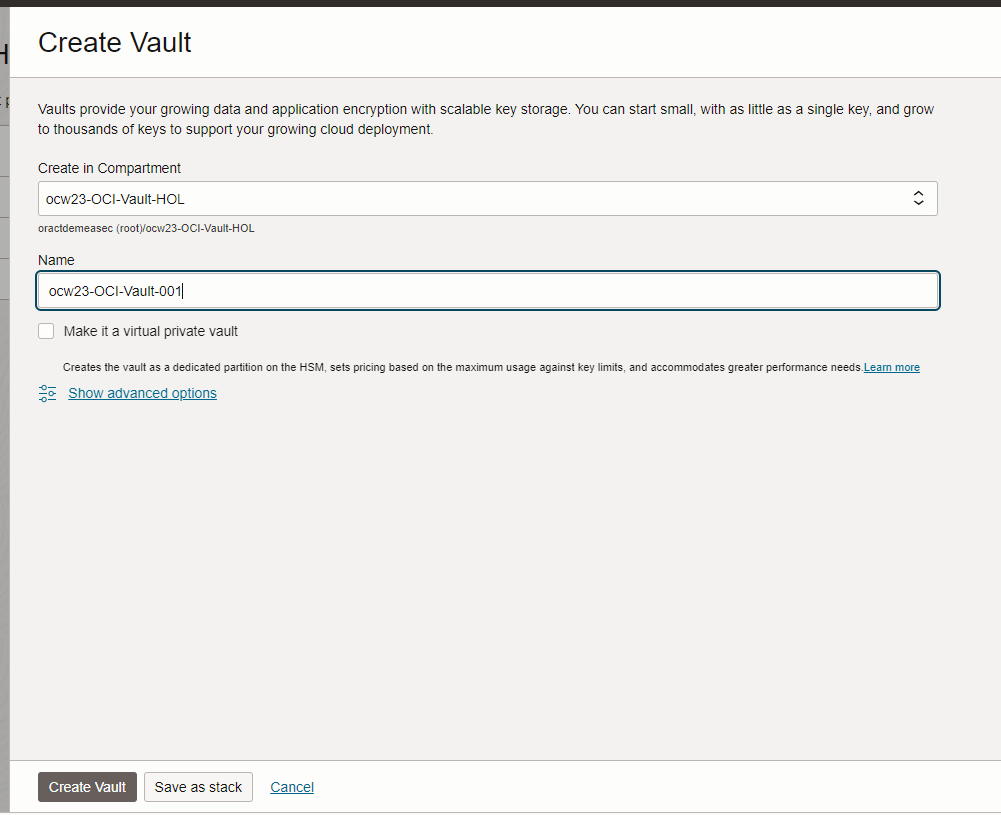 Create Vault
Vaults provide your growing data and application encryption with scalable key storage. You can start small, with as little as a single key, and grow
to thousands of keys to support your growing cloud deployment.
Create in Compartment
ocw23-OCI-Vault-HOL
oractdemeasec (root)/ocw23-OCI-Vault-HOL
Name
ocw23-OCI-Vault-001
Make it a virtual private vault
Creates the vault as a dedicated partition on the HSM, sets pricing based on the maximum usage against key limits, and accommodates greater performance needs.Learn more
Show advanced options
Create Vault Save as stack Cancel